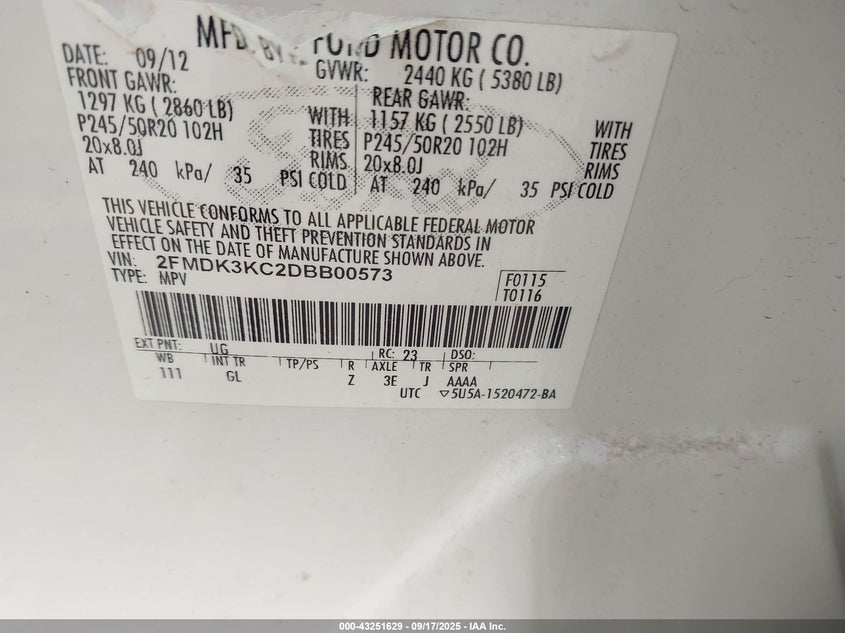 MFD. BY FORD MOTOR CO.
DATE: 09/12
GVWR: 2440 KG ( 5380 LB)
FRONT GAWR:
1297 KG ( 2860 LB) WITH
P245/50R20 102H TIRES
20x8.0J RIMS
AT 240 kPa/ 35 PSI COLD
REAR GAWR:
1157 KG ( 2550 LB) WITH
P245/50R20 102H TIRES
20x8.0J RIMS
AT 240 kPa/ 35 PSI COLD
THIS VEHICLE CONFORMS TO ALL APPLICABLE FEDERAL MOTOR
VEHICLE SAFETY AND THEFT PREVENTION STANDARDS IN
EFFECT ON THE DATE OF MANUFACTURE SHOWN ABOVE.
VIN: 2FMDK3KC2DBB00573
TYPE: MPV
F0115
T0116
EXT PNT: UG RC: 23 DSO:
WB INT TR TP/PS R AXLE TR SPR
111 GL Z 3E J AAAA
UTC ▽5U5A-1520472-BA
000-43251629 - 09/17/2025 - IAA Inc.